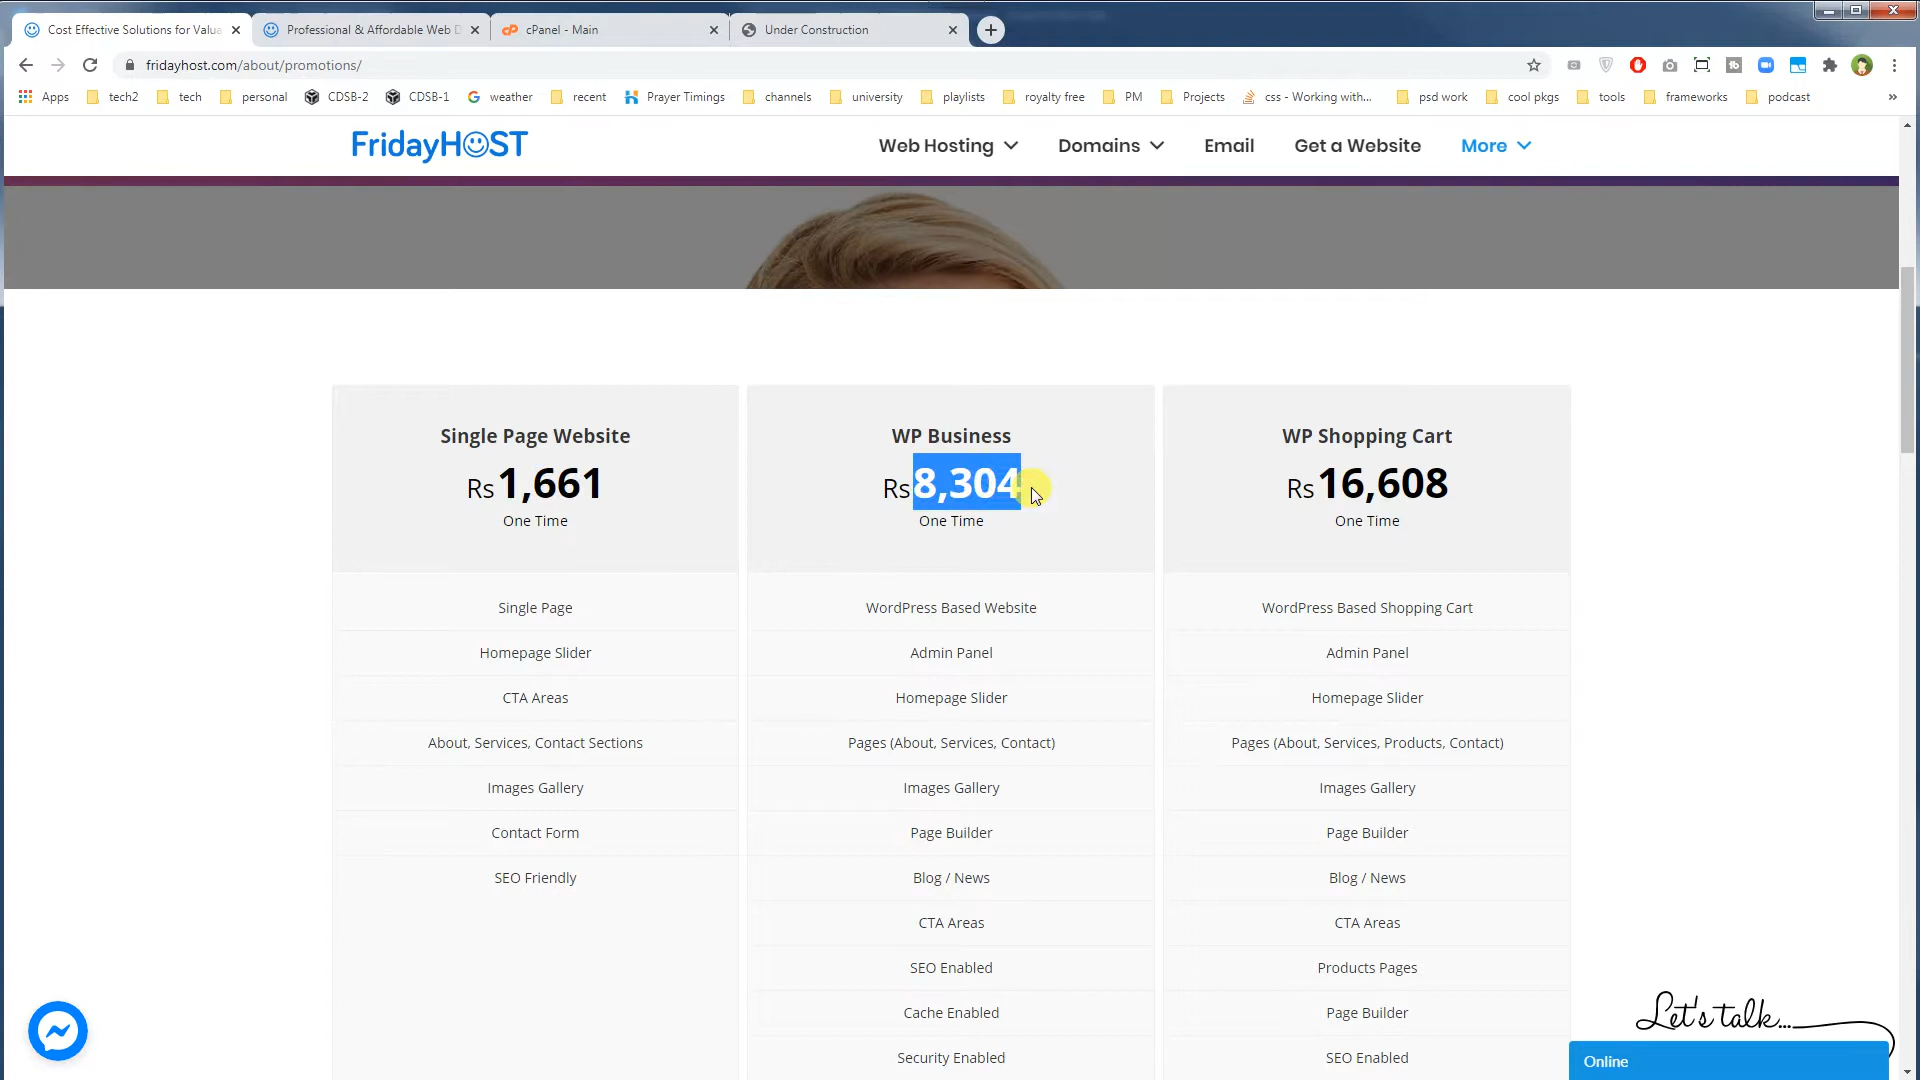 Cost Effective Solutions for Valua
Professional & Affordable Web D
cPanel - Main
Under Construction
fridayhost.com/about/promotions/
Apps
tech2
tech
personal
CDSB-2
CDSB-1
weather
recent
Prayer Timings
channels
university
playlists
royalty free
PM
Projects
css - Working with...
psd work
cool pkgs
tools
frameworks
podcast
FridayHOST
Web Hosting
Domains
Email
Get a Website
More
Single Page Website
Rs 1,661
One Time
Single Page
Homepage Slider
CTA Areas
About, Services, Contact Sections
Images Gallery
Contact Form
SEO Friendly
WP Business
Rs 8,304
One Time
WordPress Based Website
Admin Panel
Homepage Slider
Pages (About, Services, Contact)
Images Gallery
Page Builder
Blog / News
CTA Areas
SEO Enabled
Cache Enabled
Security Enabled
WP Shopping Cart
Rs 16,608
One Time
WordPress Based Shopping Cart
Admin Panel
Homepage Slider
Pages (About, Services, Products, Contact)
Images Gallery
Page Builder
Blog / News
CTA Areas
Products Pages
Page Builder
SEO Enabled
Let's talk...
Online